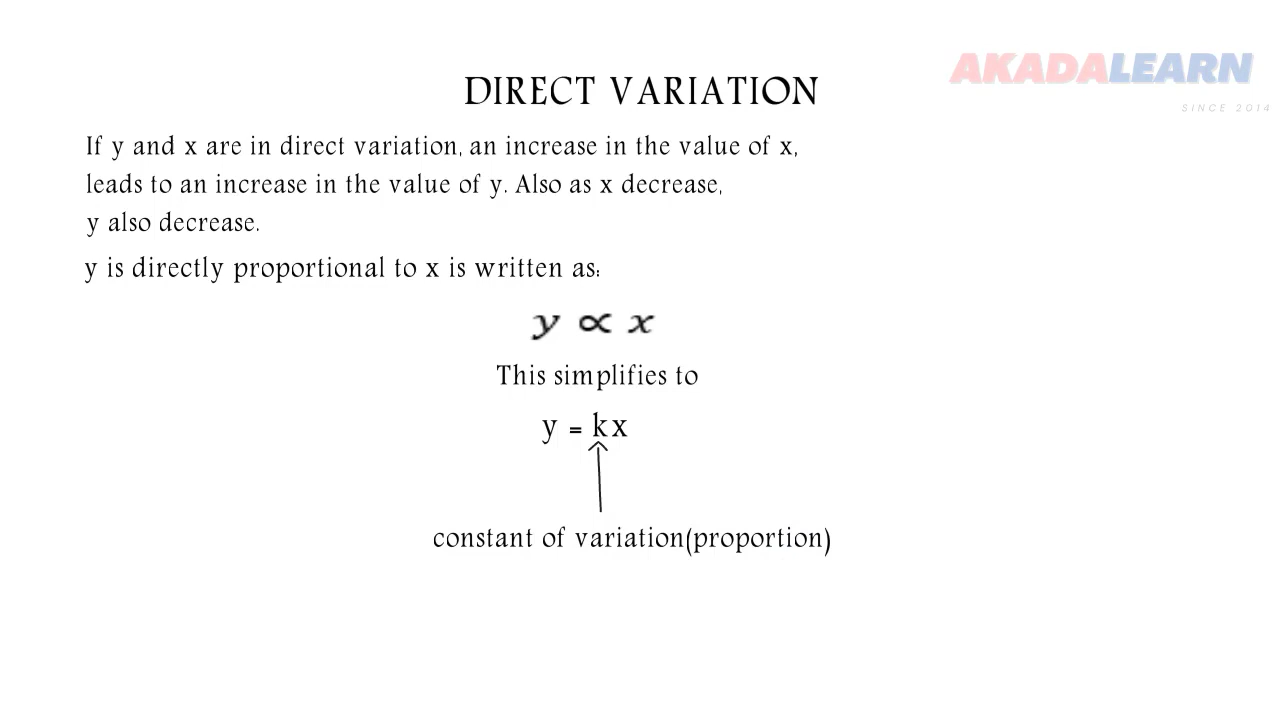 AKADALEARN
SINCE 2014
DIRECT VARIATION
If y and x are in direct variation, an increase in the value of x,
leads to an increase in the value of y. Also as x decrease,
y also decrease.
y is directly proportional to x is written as:
y ∝ x
This simplifies to
y = kx
constant of variation(proportion)